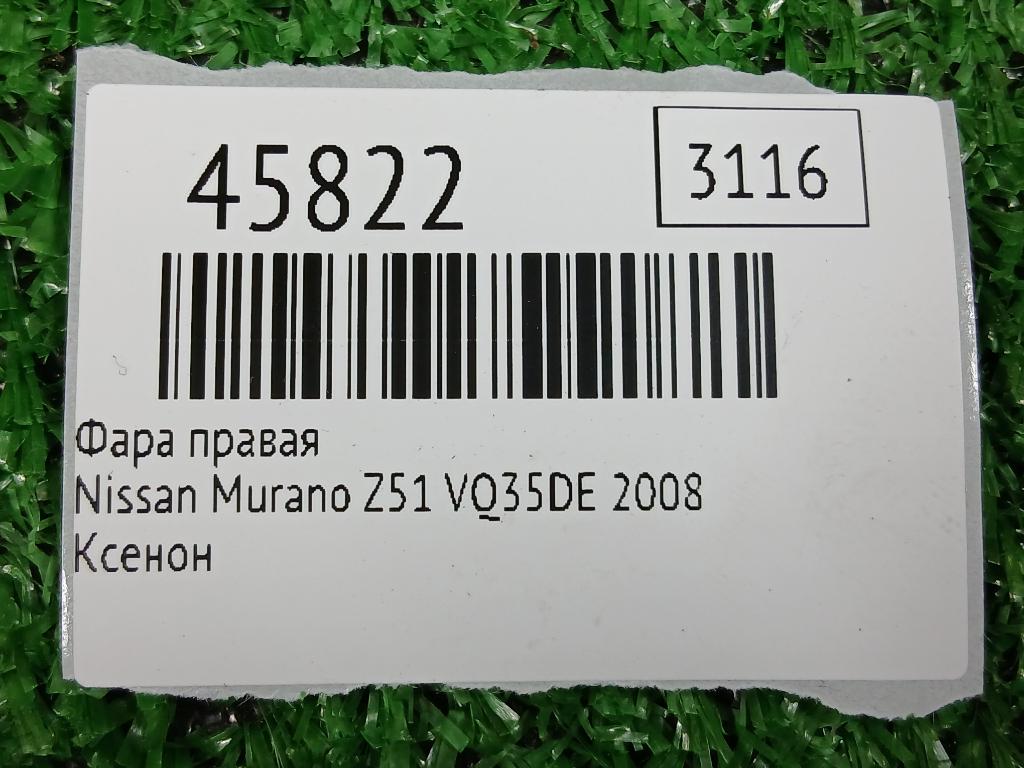 45822
3116
Фара правая
Nissan Murano Z51 VQ35DE 2008
Ксенон